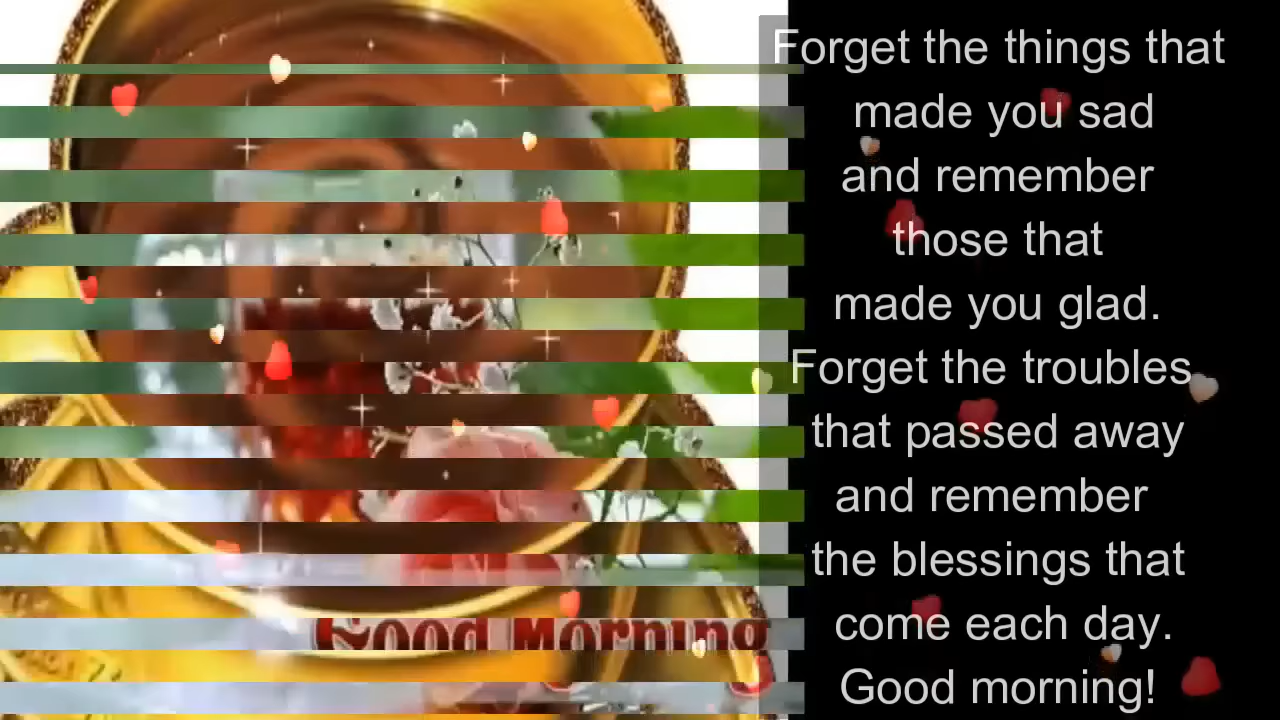 Forget the things that
made you sad
and remember
those that
made you glad.
Forget the troubles
that passed away
and remember
the blessings that
come each day.
Good morning!
Good Morning